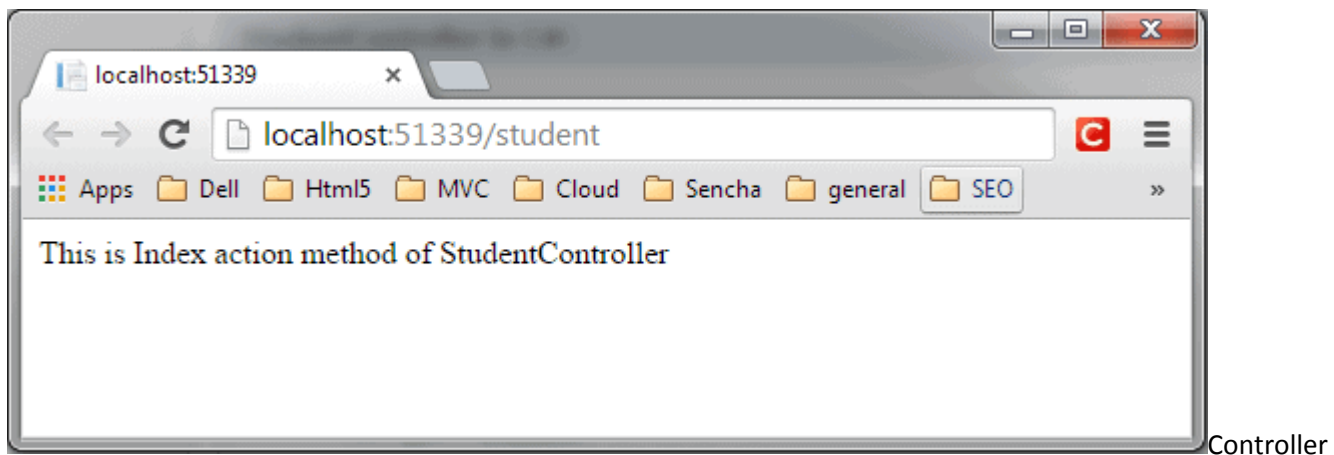 localhost:51339
localhost:51339/student
C
Apps Dell Html5 MVC Cloud Sencha general SEO »
This is Index action method of StudentController
Controller